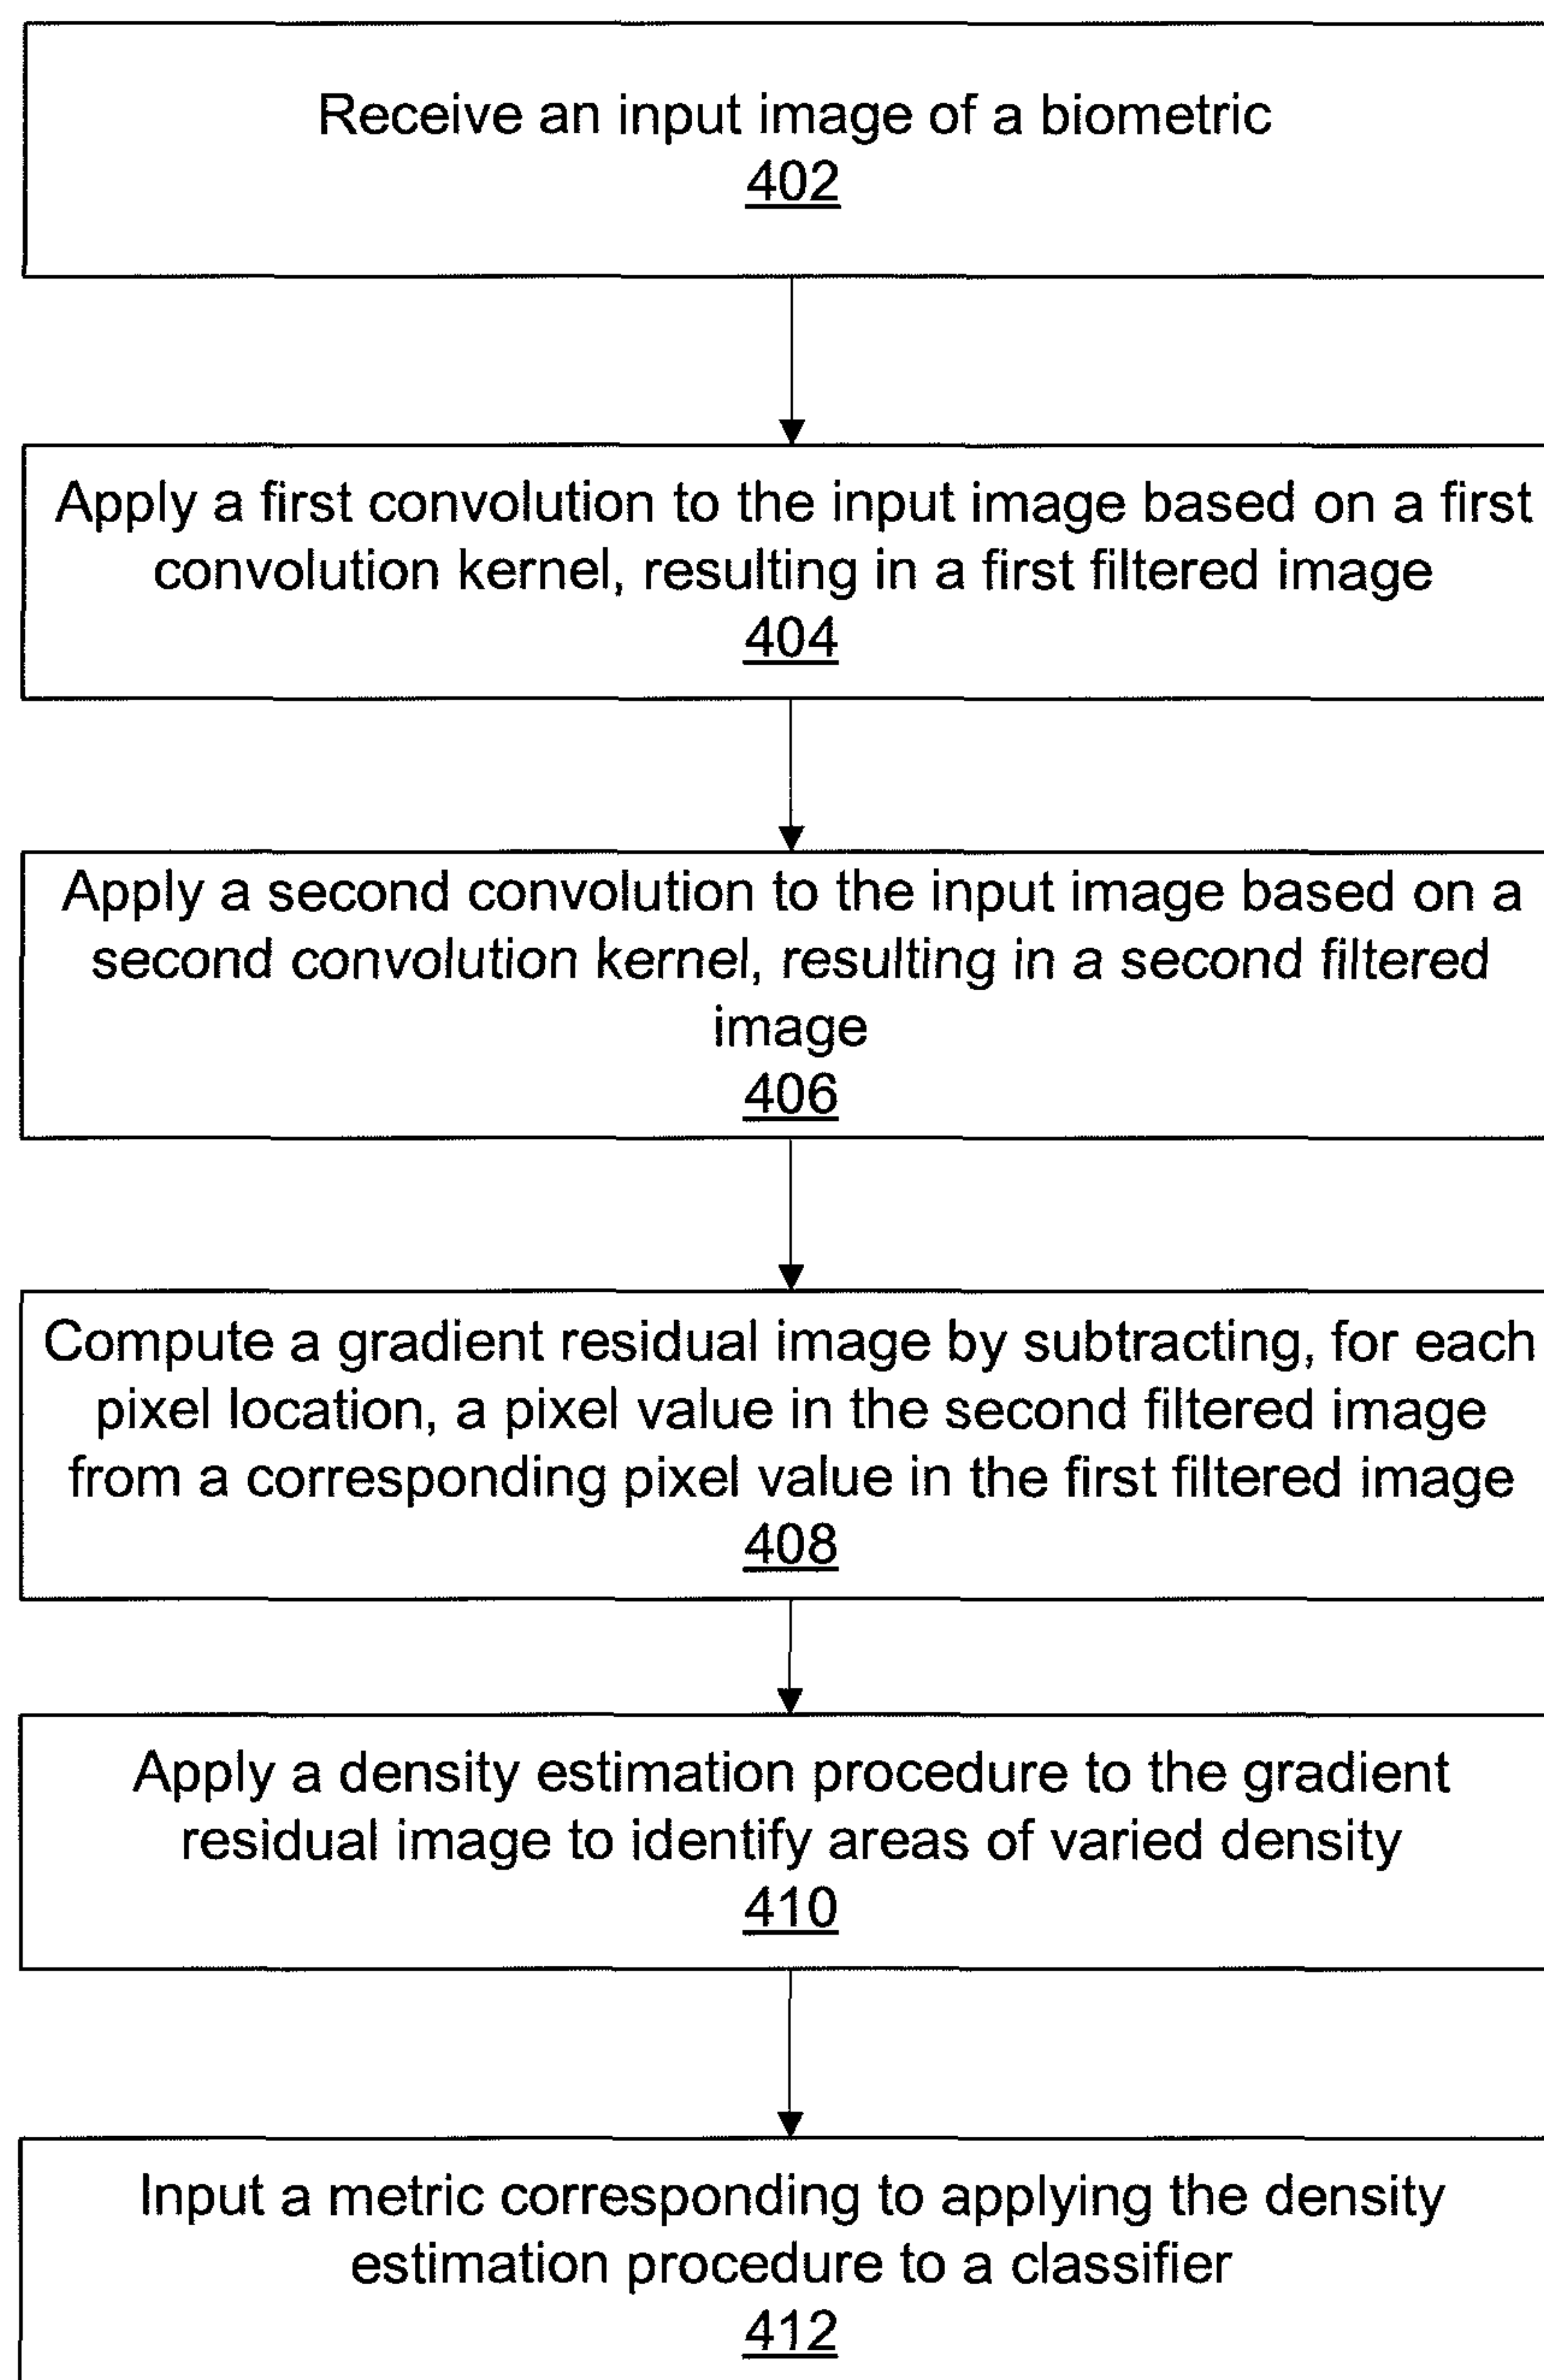 Receive an input image of a biometric
402
Apply a first convolution to the input image based on a first
convolution kernel, resulting in a first filtered image
404
Apply a second convolution to the input image based on a
second convolution kernel, resulting in a second filtered
image
406
Compute a gradient residual image by subtracting, for each
pixel location, a pixel value in the second filtered image
from a corresponding pixel value in the first filtered image
408
Apply a density estimation procedure to the gradient
residual image to identify areas of varied density
410
Input a metric corresponding to applying the density
estimation procedure to a classifier
412